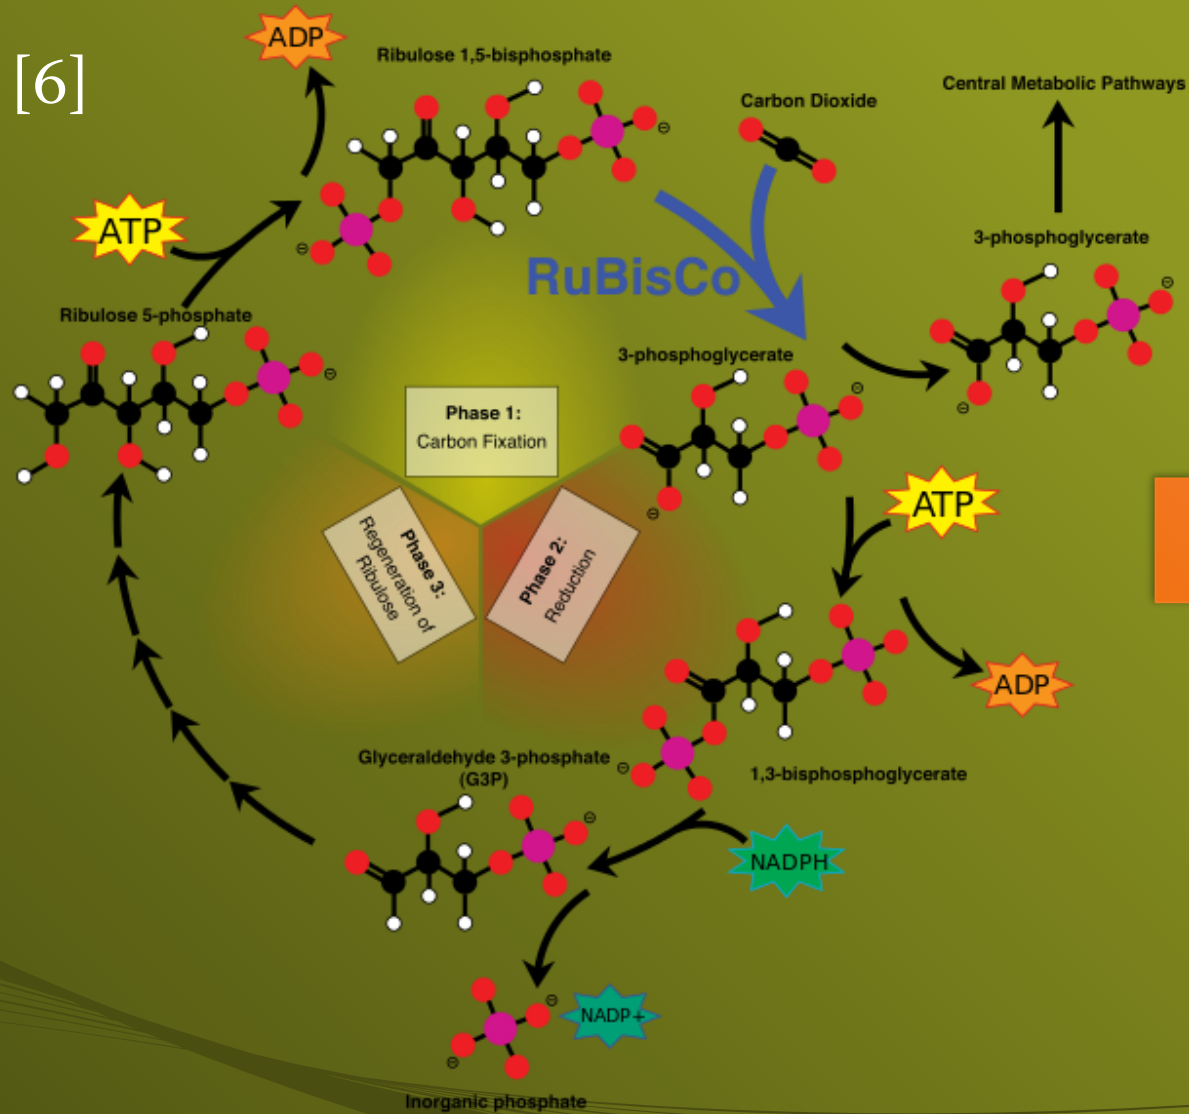 [6]
ADP
Ribulose 1,5-bisphosphate
Carbon Dioxide
Central Metabolic Pathways
ATP
3-phosphoglycerate
RuBisCo
Ribulose 5-phosphate
3-phosphoglycerate
Phase 1:
Carbon Fixation
ATP
Phase 3:
Regeneration of
Ribulose
Phase 2:
Reduction
ADP
Glyceraldehyde 3-phosphate
(G3P)
1,3-bisphosphoglycerate
NADPH
NADP+
Inorganic phosphate